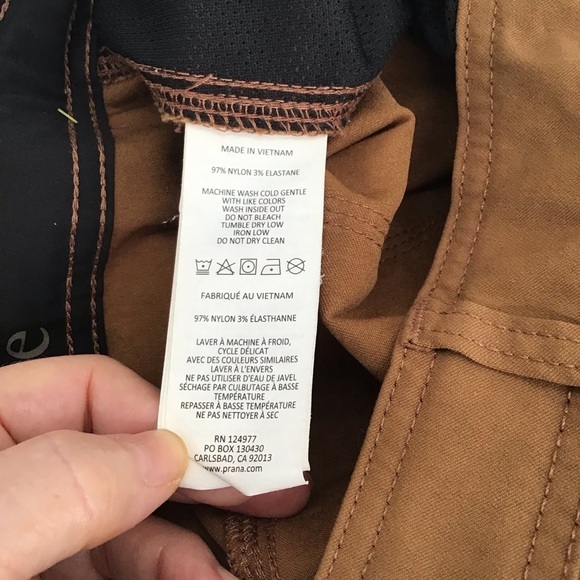 MADE IN VIETNAM
97% NYLON 3% ELASTANE
MACHINE WASH COLD GENTLE
WITH LIKE COLORS
WASH INSIDE OUT
DO NOT BLEACH
TUMBLE DRY LOW
IRON LOW
DO NOT DRY CLEAN
FABRIQUÉ AU VIETNAM
97% NYLON 3% ÉLASTHANNE
LAVER À MACHINE À FROID,
CYCLE DÉLICAT
AVEC DES COULEURS SIMILAIRES
LAVER À L'ENVERS
NE PAS UTILISER D'EAU DE JAVEL
SÉCHAGE PAR CULBUTAGE À BASSE
TEMPÉRATURE
REPASSER À BASSE TEMPÉRATURE
NE PAS NETTOYER À SEC
RN 124977
PO BOX 130430
CARLSBAD, CA 92013
www.prana.com